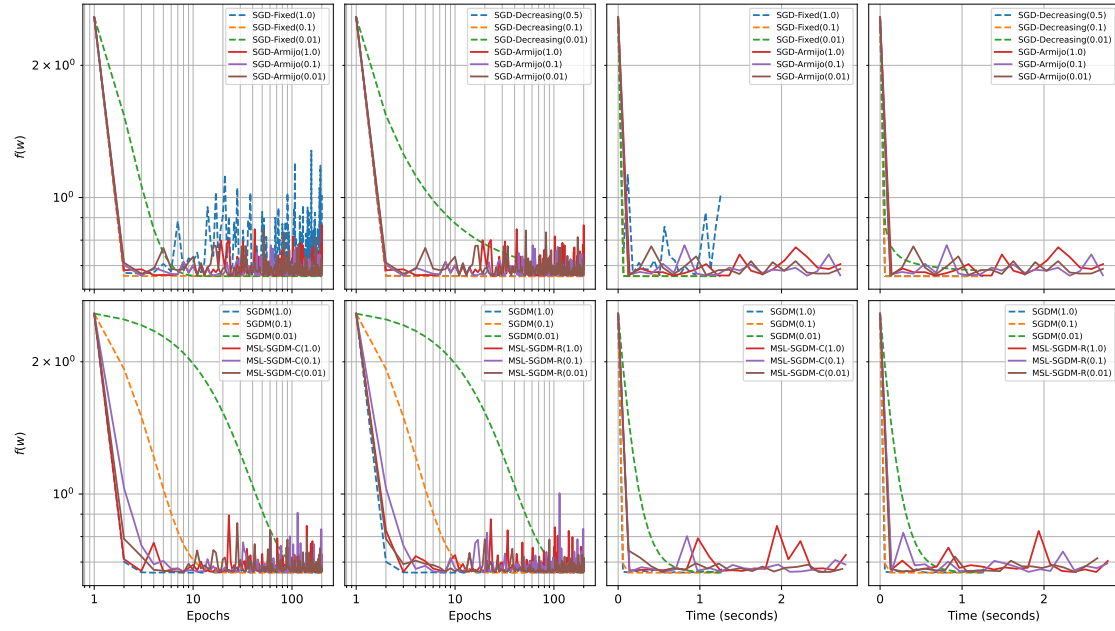 SGD-Fixed(1.0)
SGD-Fixed(0.1)
SGD-Fixed(0.01)
SGD-Armijo(1.0)
SGD-Armijo(0.1)
SGD-Armijo(0.01)
2 × 10⁰
10⁰
f(w)
SGD-Decreasing(0.5)
SGD-Decreasing(0.1)
SGD-Decreasing(0.01)
SGD-Armijo(1.0)
SGD-Armijo(0.1)
SGD-Armijo(0.01)
SGD-Fixed(1.0)
SGD-Fixed(0.1)
SGD-Fixed(0.01)
SGD-Armijo(1.0)
SGD-Armijo(0.1)
SGD-Armijo(0.01)
SGD-Decreasing(0.5)
SGD-Decreasing(0.1)
SGD-Decreasing(0.01)
SGD-Armijo(1.0)
SGD-Armijo(0.1)
SGD-Armijo(0.01)
SGDM(1.0)
SGDM(0.1)
SGDM(0.01)
MSL-SGDM-C(1.0)
MSL-SGDM-C(0.1)
MSL-SGDM-C(0.01)
2 × 10⁰
10⁰
f(w)
1 10 100
Epochs
SGDM(1.0)
SGDM(0.1)
SGDM(0.01)
MSL-SGDM-R(1.0)
MSL-SGDM-R(0.1)
MSL-SGDM-R(0.01)
1 10 100
Epochs
SGDM(1.0)
SGDM(0.1)
SGDM(0.01)
MSL-SGDM-C(1.0)
MSL-SGDM-C(0.1)
MSL-SGDM-C(0.01)
0 1 2
Time (seconds)
SGDM(1.0)
SGDM(0.1)
SGDM(0.01)
MSL-SGDM-R(1.0)
MSL-SGDM-R(0.1)
MSL-SGDM-R(0.01)
0 1 2
Time (seconds)